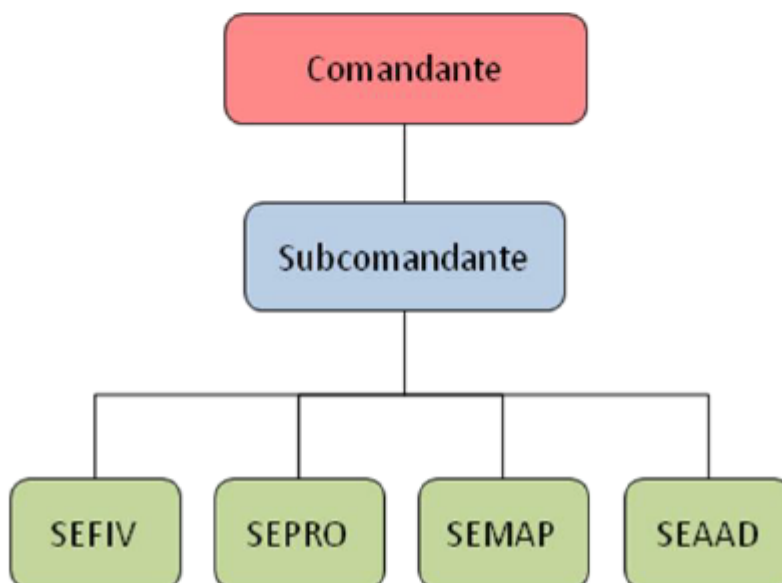 Comandante
Subcomandante
SEFIV
SEPRO
SEMAP
SEAAD